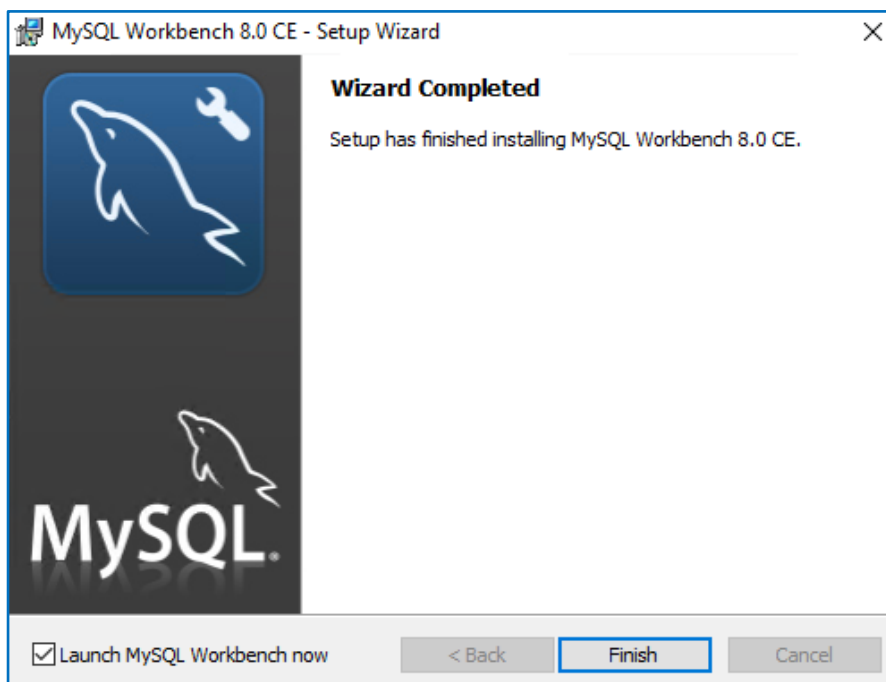 MySQL Workbench 8.0 CE - Setup Wizard
Wizard Completed
Setup has finished installing MySQL Workbench 8.0 CE.
MySQL®
Launch MySQL Workbench now
< Back
Finish
Cancel